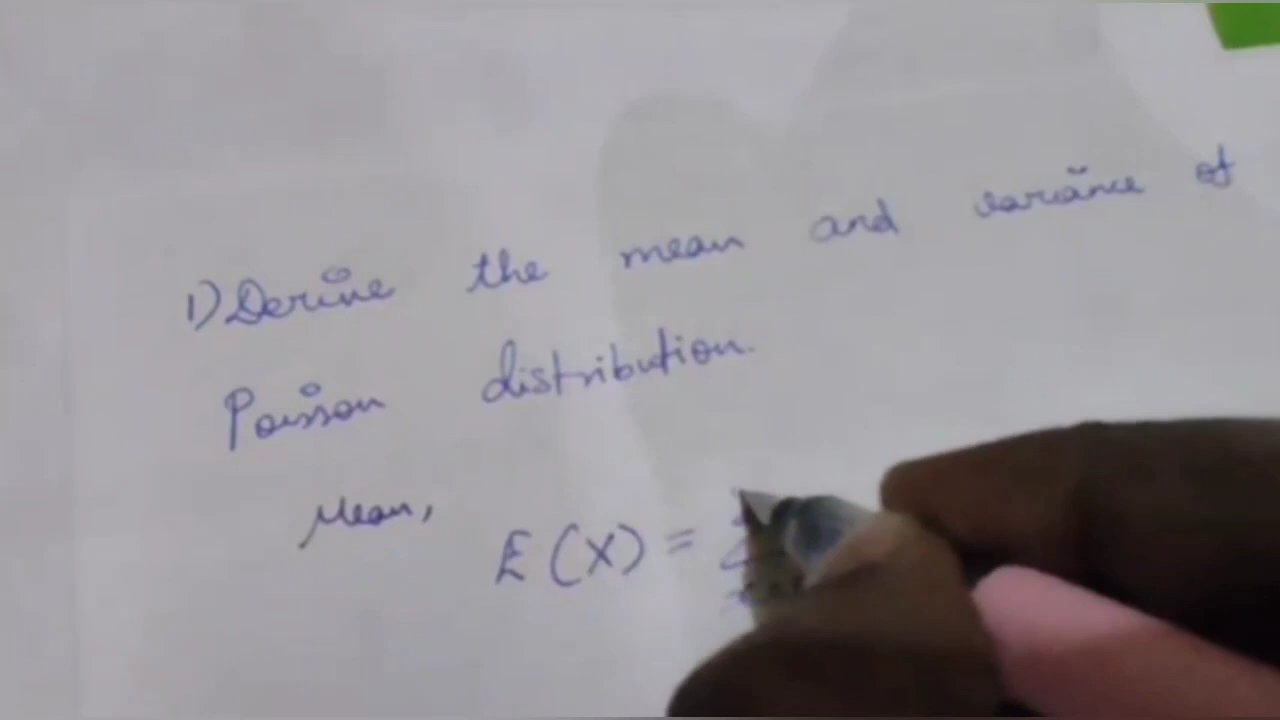 1) Derive the mean and variance of
Poisson distribution.
Mean, E(X) =